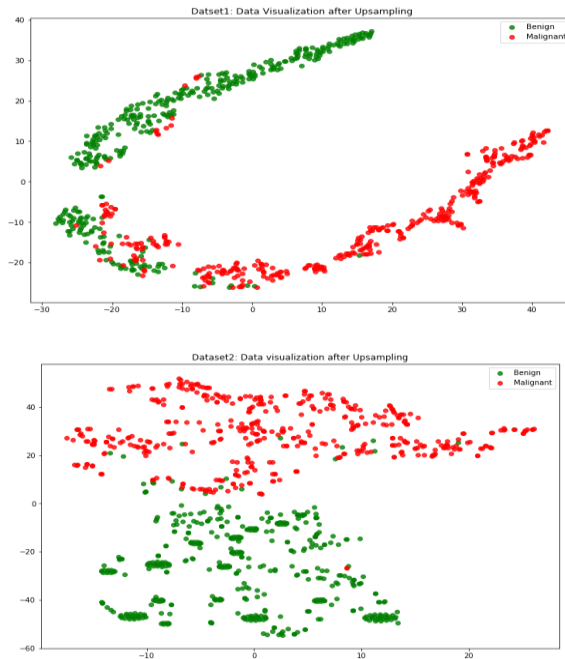 Datset1: Data Visualization after Upsampling
Benign
Malignant
40
30
20
10
0
−10
−20
−30 −20 −10 0 10 20 30 40
Dataset2: Data visualization after Upsampling
Benign
Malignant
40
20
0
−20
−40
−60
−10 0 10 20